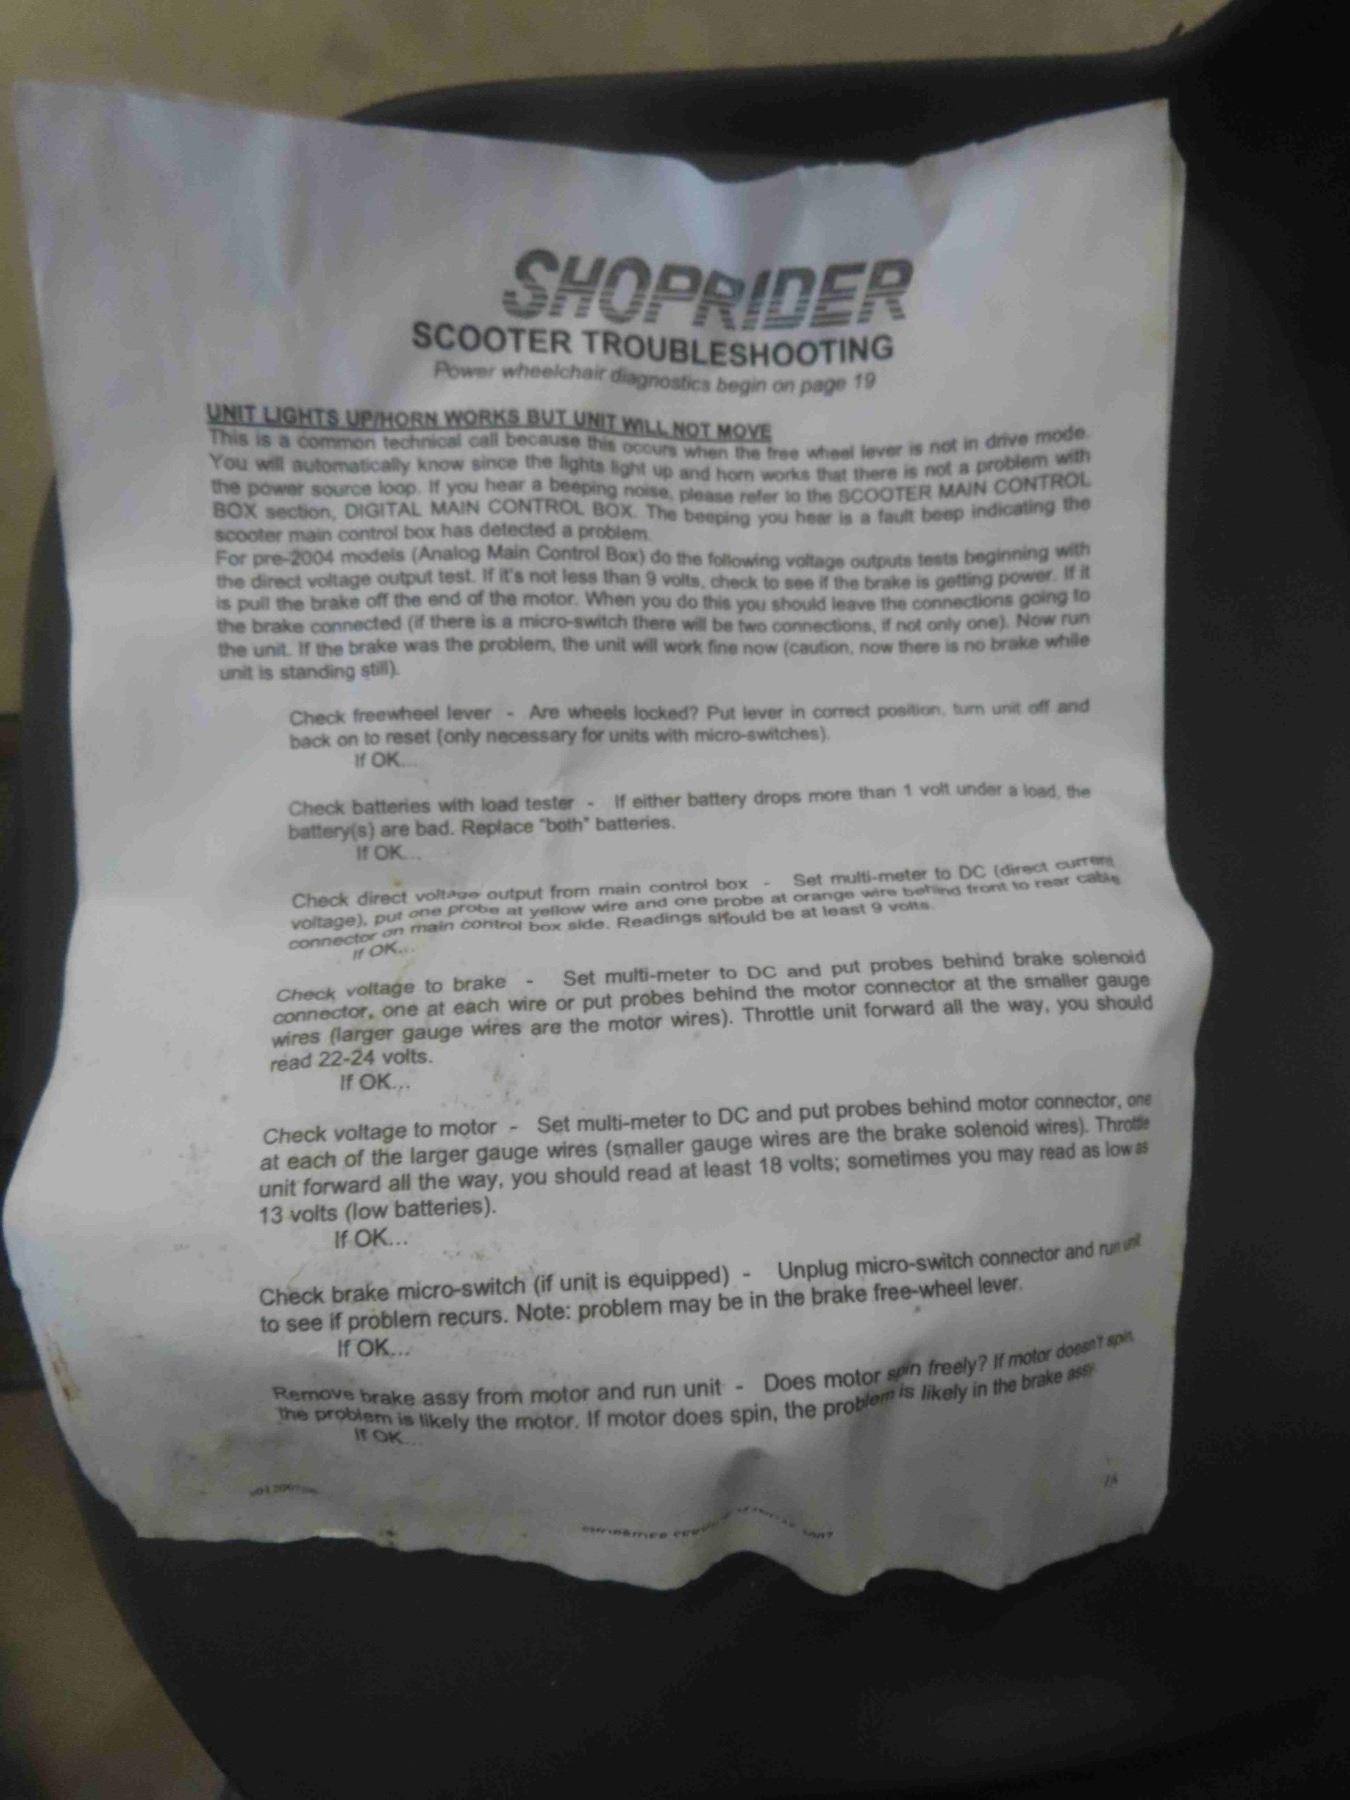 SHOPRIDER
SCOOTER TROUBLESHOOTING
Power wheelchair diagnostics begin on page 19
UNIT LIGHTS UP/HORN WORKS BUT UNIT WILL NOT MOVE
This is a common technical call because this occurs when the free wheel lever is not in drive mode.
You will automatically know since the lights light up and horn works that there is not a problem with
the power source loop. If you hear a beeping noise, please refer to the SCOOTER MAIN CONTROL
BOX section, DIGITAL MAIN CONTROL BOX. The beeping you hear is a fault beep indicating the
scooter main control box has detected a problem.
For pre-2004 models (Analog Main Control Box) do the following voltage outputs tests beginning with
the direct voltage output test. If it's not less than 9 volts, check to see if the brake is getting power. If it
is pull the brake off the end of the motor. When you do this you should leave the connections going to
the brake connected (if there is a micro-switch there will be two connections, if not only one). Now run
the unit. If the brake was the problem, the unit will work fine now (caution, now there is no brake while
unit is standing still).
Check freewheel lever - Are wheels locked? Put lever in correct position, turn unit off and
back on to reset (only necessary for units with micro-switches).
If OK...
Check batteries with load tester - If either battery drops more than 1 volt under a load, the
battery(s) are bad. Replace "both" batteries.
If OK...
Check direct voltage output from main control box - Set multi-meter to DC (direct current
voltage), put one probe at yellow wire and one probe at orange wire behind front to rear cable
connector on main control box side. Readings should be at least 9 volts.
If OK...
Check voltage to brake - Set multi-meter to DC and put probes behind brake solenoid
connector, one at each wire or put probes behind the motor connector at the smaller gauge
wires (larger gauge wires are the motor wires). Throttle unit forward all the way, you should
read 22-24 volts.
If OK...
Check voltage to motor - Set multi-meter to DC and put probes behind motor connector, one
at each of the larger gauge wires (smaller gauge wires are the brake solenoid wires). Throttle
unit forward all the way, you should read at least 18 volts; sometimes you may read as low as
13 volts (low batteries).
If OK...
Check brake micro-switch (if unit is equipped) - Unplug micro-switch connector and run unit
to see if problem recurs. Note: problem may be in the brake free-wheel lever.
If OK...
Remove brake assy from motor and run unit - Does motor spin freely? If motor doesn't spin,
the problem is likely the motor. If motor does spin, the problem is likely in the brake assy.
If OK...